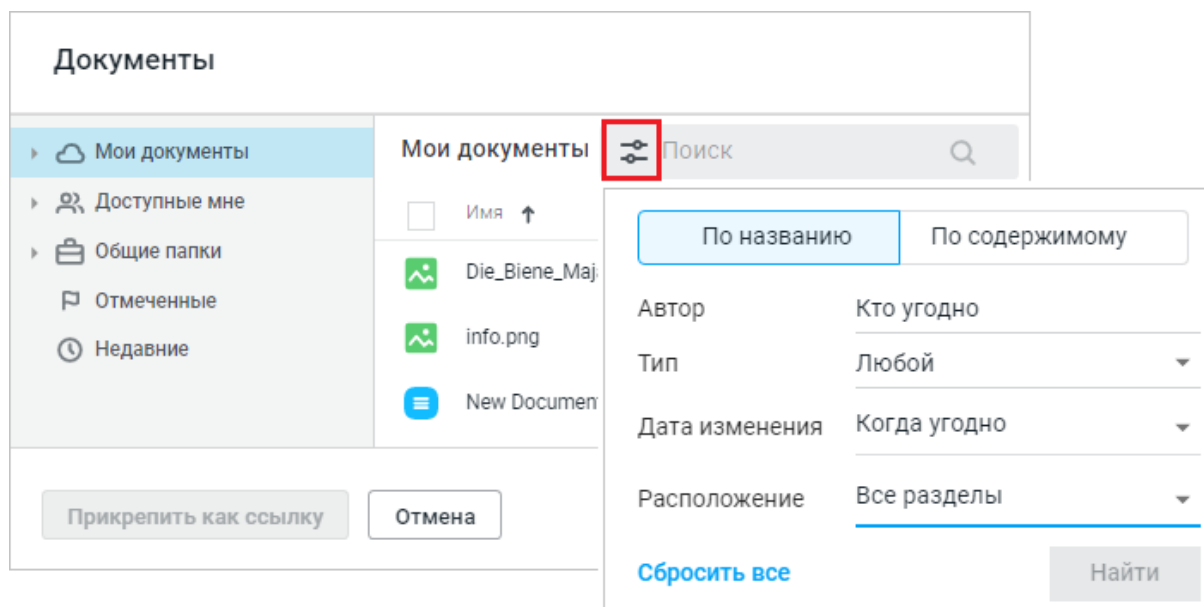 Документы
Мои документы
Доступные мне
Общие папки
Отмеченные
Недавние
Мои документы
Поиск
Имя
Die_Biene_Maj
info.png
New Documen
Прикрепить как ссылку
Отмена
По названию
По содержимому
Автор
Кто угодно
Тип
Любой
Дата изменения
Когда угодно
Расположение
Все разделы
Сбросить все
Найти